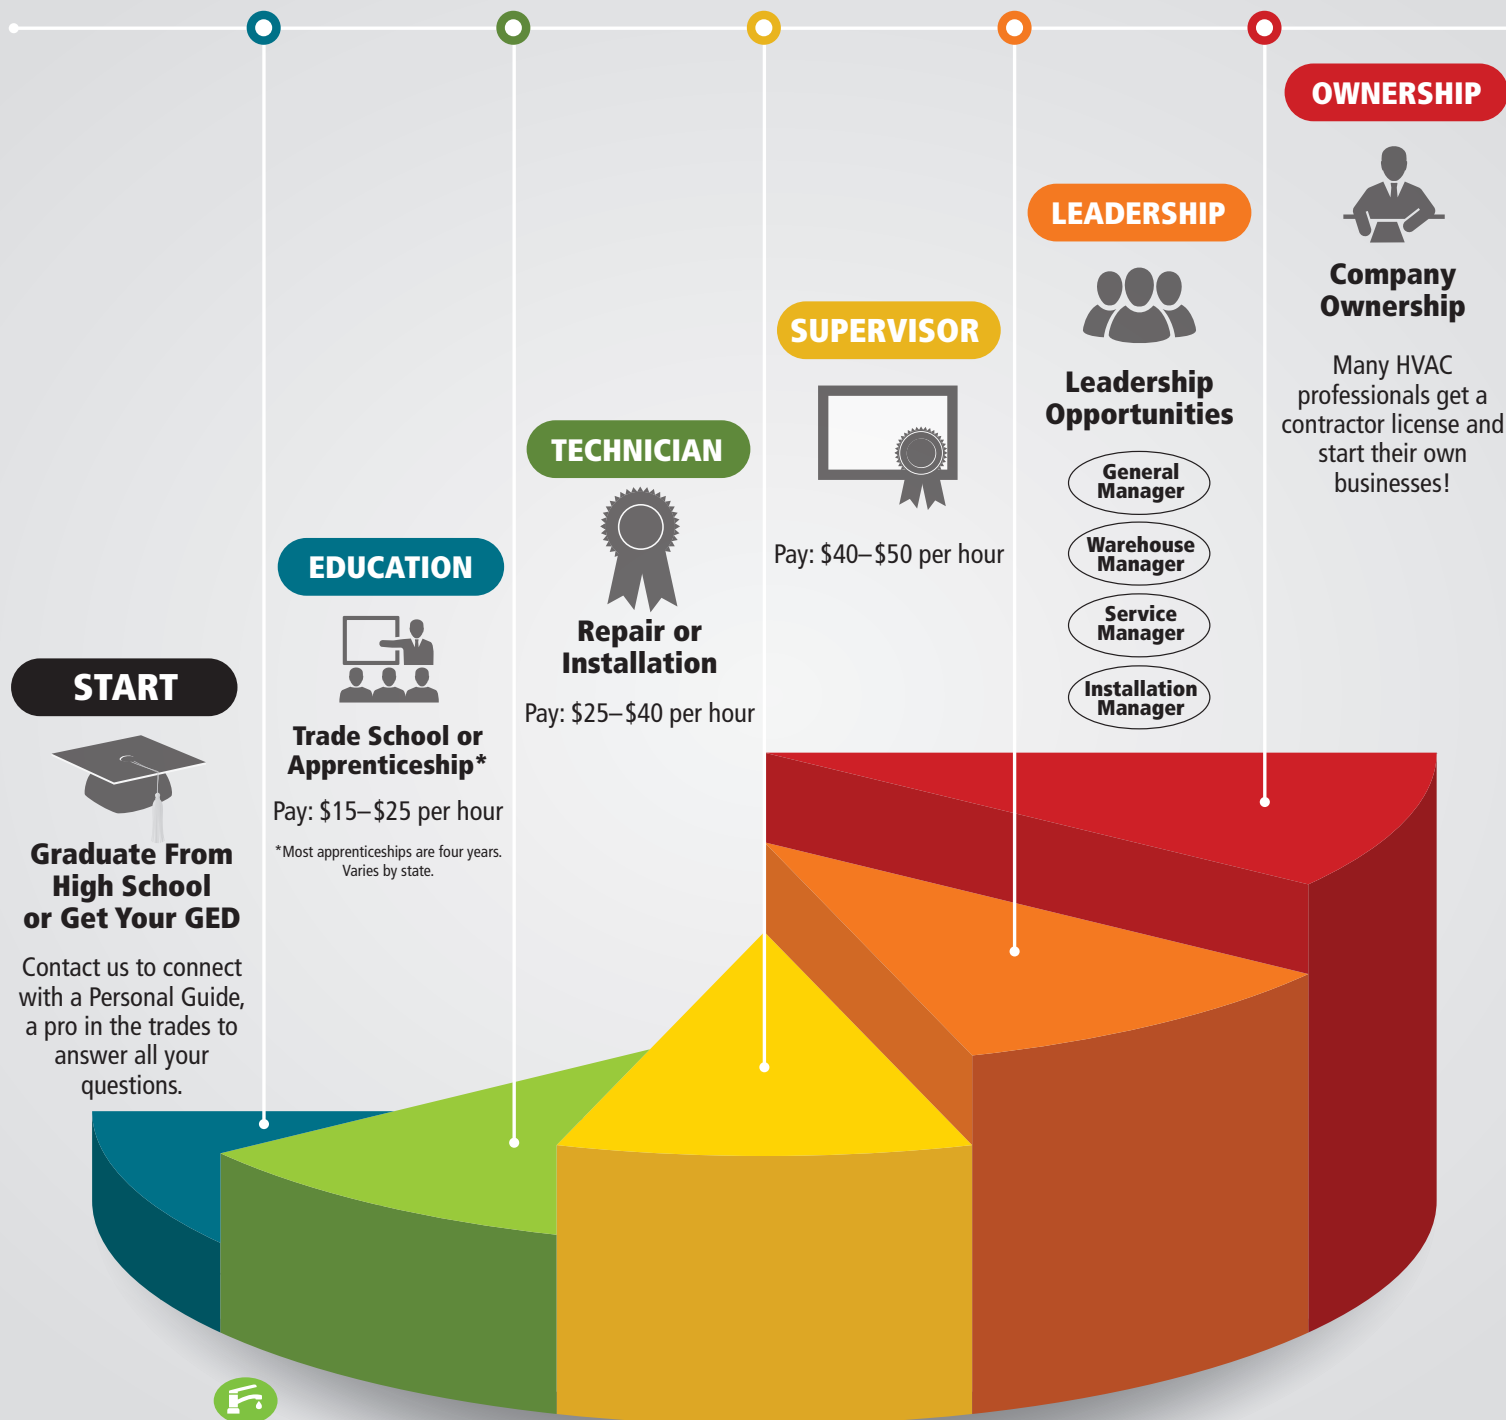 START
Graduate From
High School
or Get Your GED
Contact us to connect
with a Personal Guide,
a pro in the trades to
answer all your
questions.
EDUCATION
Trade School or
Apprenticeship*
Pay: $15–$25 per hour
*Most apprenticeships are four years.
Varies by state.
TECHNICIAN
Repair or
Installation
Pay: $25–$40 per hour
SUPERVISOR
Pay: $40–$50 per hour
LEADERSHIP
Leadership
Opportunities
General
Manager
Warehouse
Manager
Service
Manager
Installation
Manager
OWNERSHIP
Company
Ownership
Many HVAC
professionals get a
contractor license and
start their own
businesses!